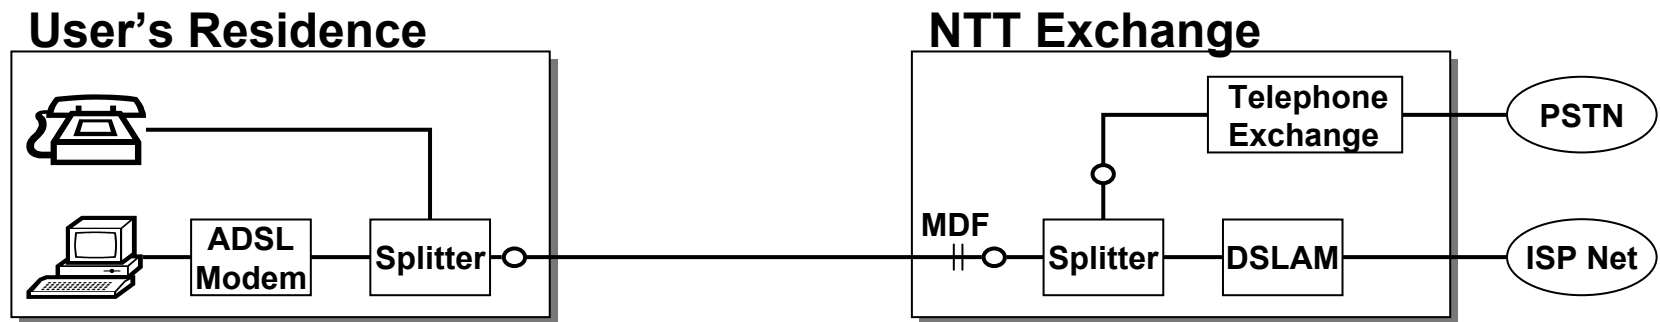 User’s Residence
NTT Exchange
Telephone
Exchange
PSTN
MDF
ADSL
Modem
Splitter
Splitter
DSLAM
ISP Net